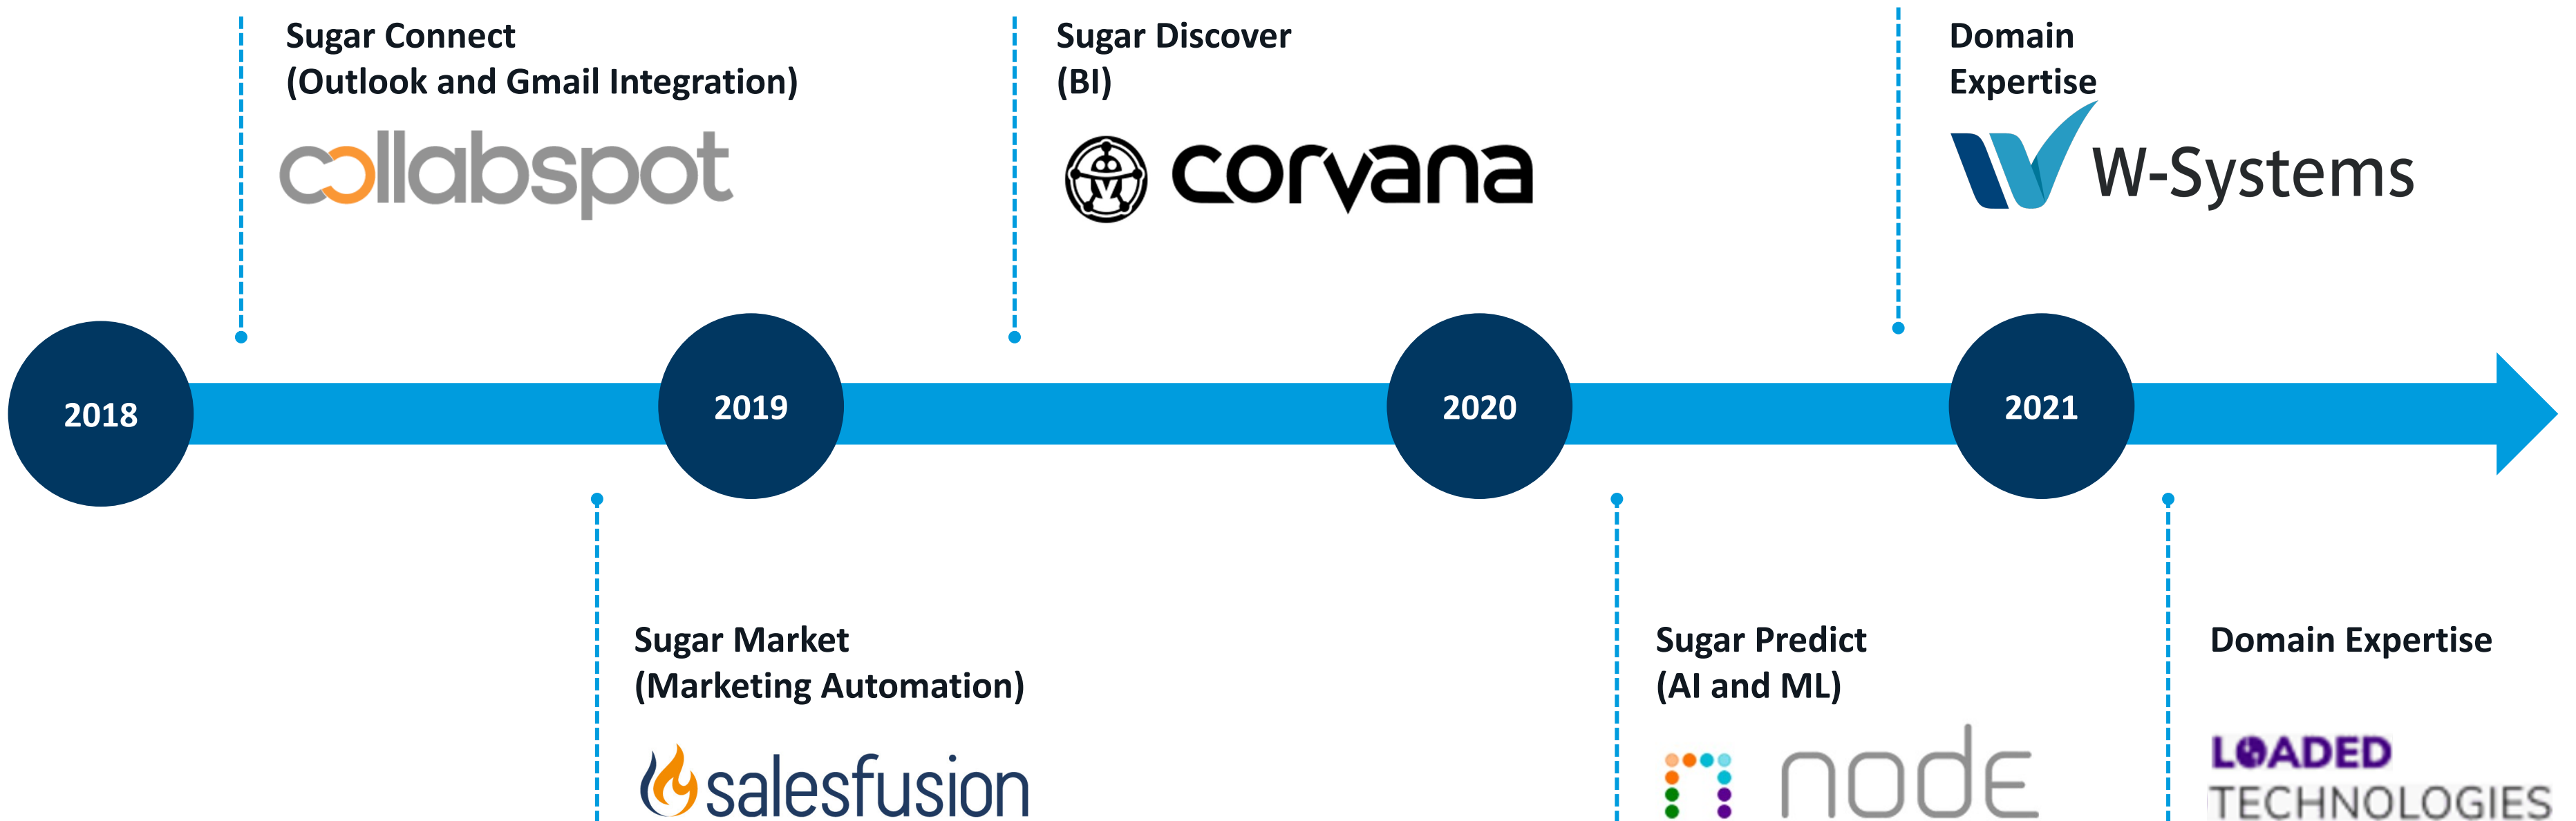 Sugar Connect
(Outlook and Gmail Integration)
collabspot
Sugar Discover
(BI)
corvana
Domain
Expertise
W-Systems
2018
2019
2020
2021
Sugar Market
(Marketing Automation)
salesfusion
Sugar Predict
(AI and ML)
node
Domain Expertise
LOADED
TECHNOLOGIES